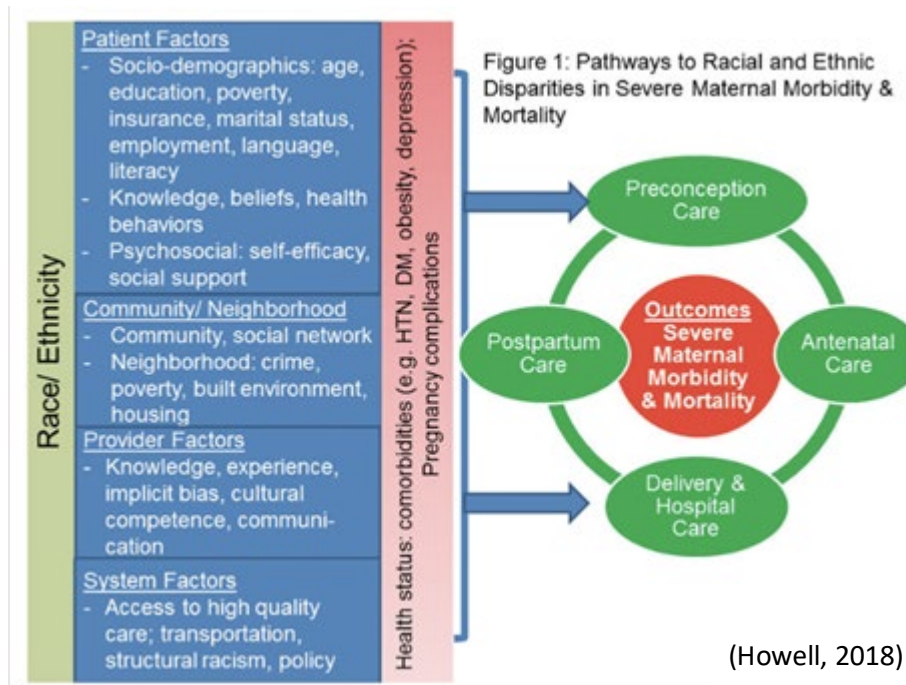 Race/ Ethnicity
Patient Factors
- Socio-demographics: age,
education, poverty,
insurance, marital status,
employment, language,
literacy
- Knowledge, beliefs, health
behaviors
- Psychosocial: self-efficacy,
social support
Community/ Neighborhood
- Community, social network
- Neighborhood: crime,
poverty, built environment,
housing
Provider Factors
- Knowledge, experience,
implicit bias, cultural
competence, communi-
cation
System Factors
- Access to high quality
care; transportation,
structural racism, policy
Health status: comorbidities (e.g. HTN, DM, obesity, depression);
Pregnancy complications
Figure 1: Pathways to Racial and Ethnic
Disparities in Severe Maternal Morbidity &
Mortality
Preconception
Care
Postpartum
Care
Outcomes
Severe
Maternal
Morbidity
& Mortality
Antenatal
Care
Delivery &
Hospital
Care
(Howell, 2018)